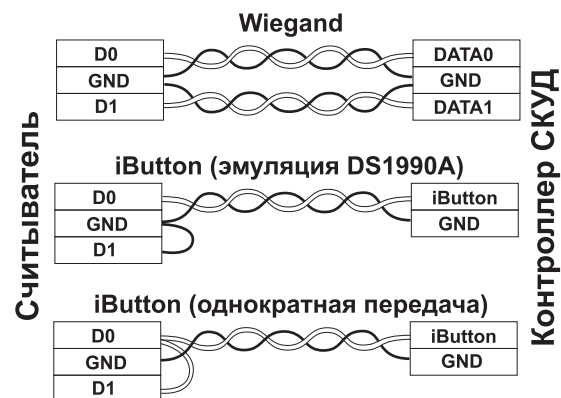 Wiegand
D0 DATA0
GND GND
D1 DATA1
Считыватель
Контроллер СКУД
iButton (эмуляция DS1990A)
D0 iButton
GND GND
D1
iButton (однократная передача)
D0 iButton
GND GND
D1